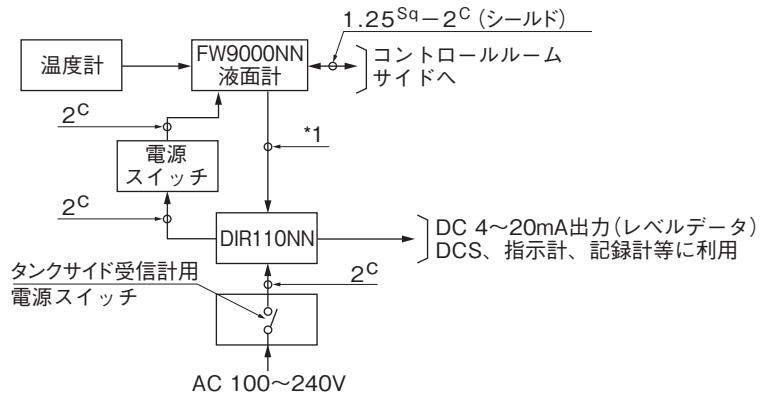 1.25Sq－2C（シールド）
温度計
FW9000NN
液面計
コントロールルーム
サイドへ
2C
*1
電源
スイッチ
2C
DIR110NN
DC 4～20mA出力（レベルデータ）
DCS、指示計、記録計等に利用
タンクサイド受信計用
電源スイッチ
2C
AC 100～240V